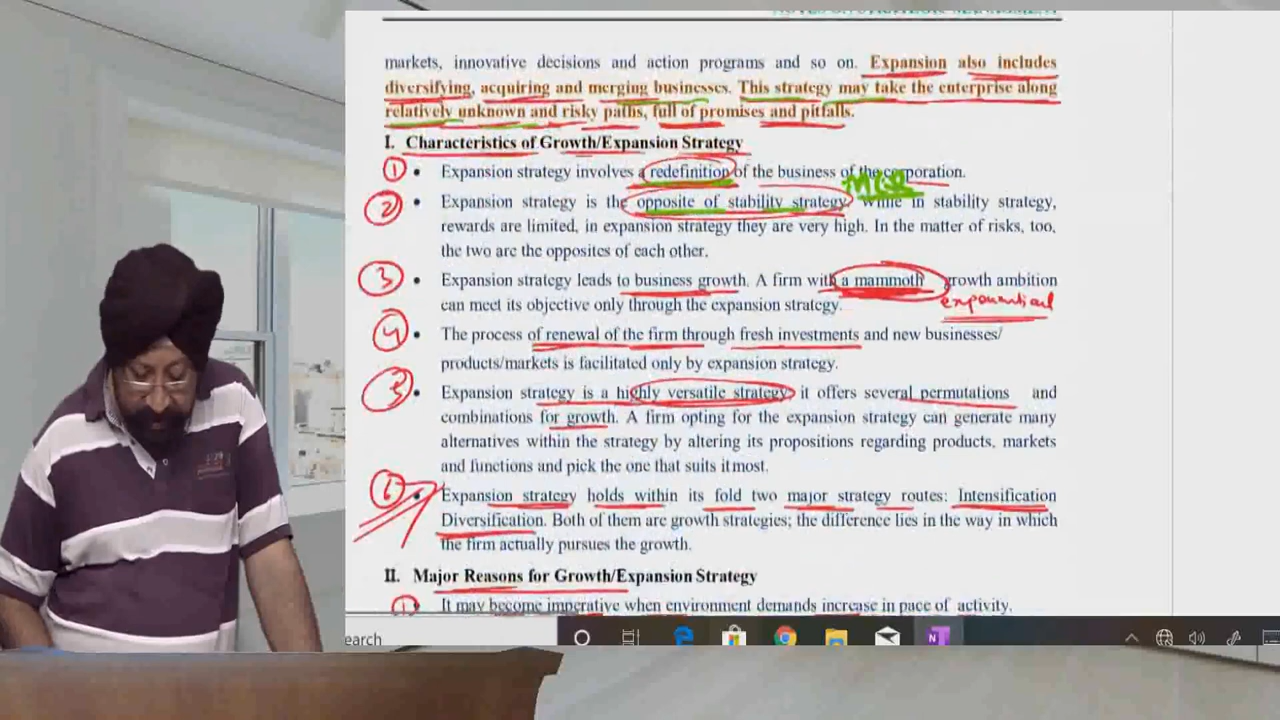 markets, innovative decisions and action programs and so on. Expansion also includes
diversifying, acquiring and merging businesses. This strategy may take the enterprise along
relatively unknown and risky paths, full of promises and pitfalls.
I. Characteristics of Growth/Expansion Strategy
① • Expansion strategy involves a redefinition of the business of the corporation.
MCQ
② • Expansion strategy is the opposite of stability strategy. While in stability strategy,
rewards are limited, in expansion strategy they are very high. In the matter of risks, too,
the two are the opposites of each other.
③ • Expansion strategy leads to business growth. A firm with a mammoth growth ambition
can meet its objective only through the expansion strategy.
exponential
④ • The process of renewal of the firm through fresh investments and new businesses/
products/markets is facilitated only by expansion strategy.
⑤ • Expansion strategy is a highly versatile strategy; it offers several permutations and
combinations for growth. A firm opting for the expansion strategy can generate many
alternatives within the strategy by altering its propositions regarding products, markets
and functions and pick the one that suits it most.
⑥ • Expansion strategy holds within its fold two major strategy routes: Intensification
Diversification. Both of them are growth strategies; the difference lies in the way in which
the firm actually pursues the growth.
II. Major Reasons for Growth/Expansion Strategy
① • It may become imperative when environment demands increase in pace of activity.
earch